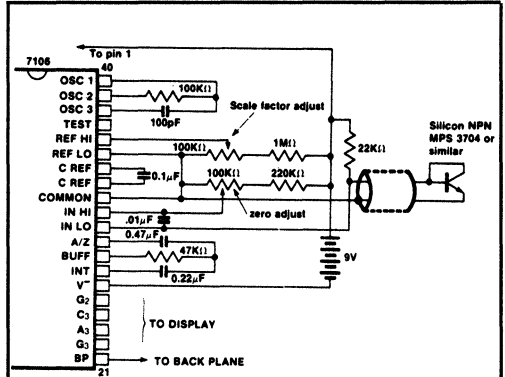 To pin 1
7106
40
OSC 1
OSC 2
100KΩ
OSC 3
100pF
TEST
Scale factor adjust
REF HI
REF LO
100KΩ
1MΩ
22KΩ
Silicon NPN
MPS 3704 or
similar
C REF
0.1μF
C REF
100KΩ
220KΩ
COMMON
IN HI
.01μF
zero adjust
IN LO
0.47μF
A/Z
BUFF
47KΩ
INT
0.22μF
9V
V⁻
G₂
C₃
TO DISPLAY
A₃
G₃
BP
TO BACK PLANE
21